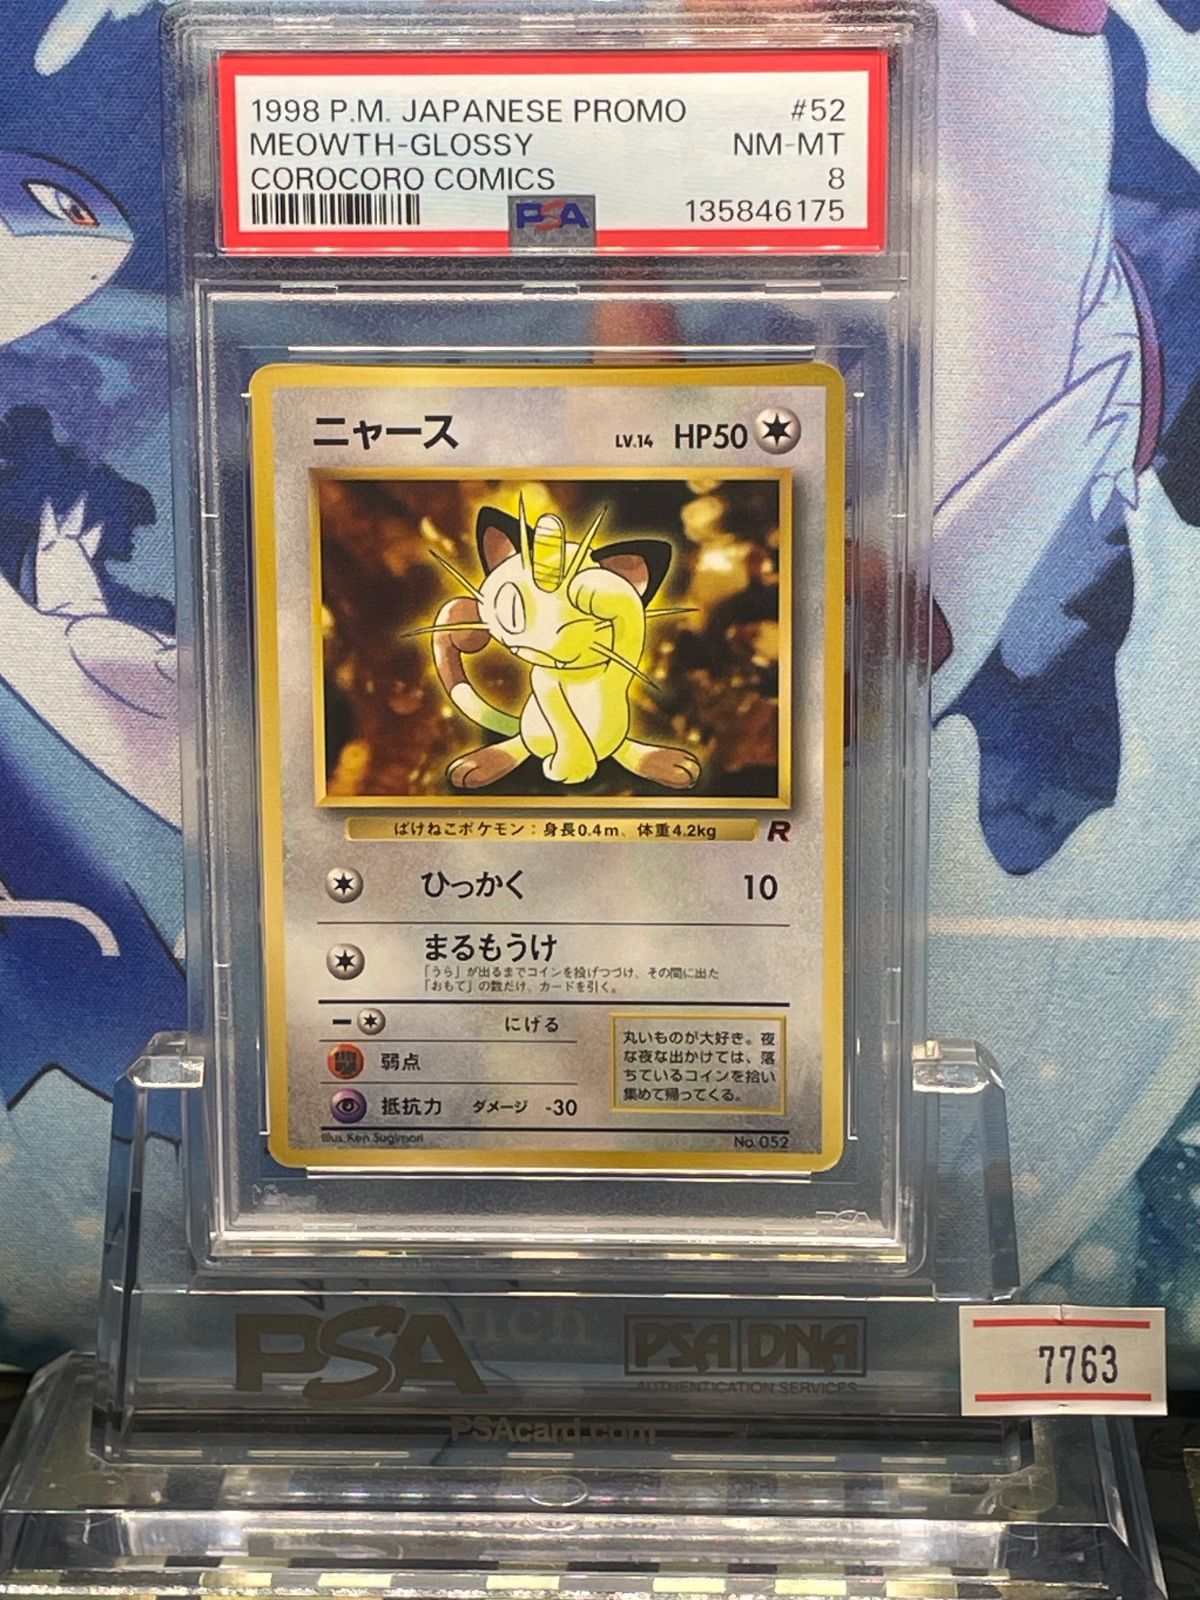 1998 P.M. JAPANESE PROMO #52
MEOWTH-GLOSSY NM-MT
COROCORO COMICS 8
PSA 135846175
ニャース LV.14 HP50
ばけねこポケモン：身長0.4m、体重4.2kg R
ひっかく 10
まるもうけ
「うら」が出るまでコインを投げつづけ、その間に出た
「おもて」の数だけ、カードを引く。
にげる
弱点
抵抗力 ダメージ -30
丸いものが大好き。夜
な夜な出かけては、落
ちているコインを拾い
集めて帰ってくる。
Illus. Ken Sugimori No.052
PSA
PSA PSA DNA
AUTHENTICATION SERVICES
PSAcard.com
7763